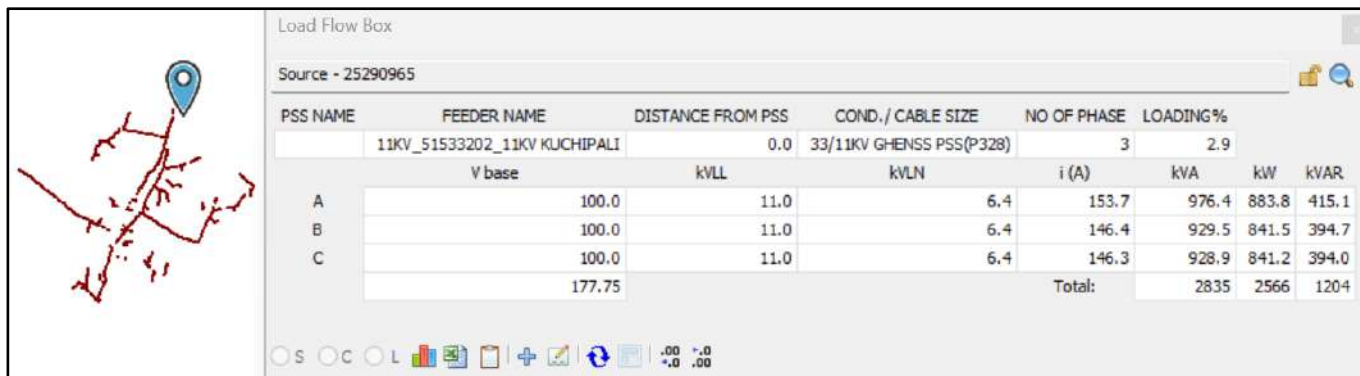 Load Flow Box
Source - 25290965
PSS NAME FEEDER NAME DISTANCE FROM PSS COND./ CABLE SIZE NO OF PHASE LOADING%
11KV_51533202_11KV KUCHIPALI 0.0 33/11KV GHENSS PSS(P328) 3 2.9
V base kVLL kVLN i (A) kVA kW kVAR
A 100.0 11.0 6.4 153.7 976.4 883.8 415.1
B 100.0 11.0 6.4 146.4 929.5 841.5 394.7
C 100.0 11.0 6.4 146.3 928.9 841.2 394.0
177.75 Total: 2835 2566 1204
S C L .00 .0 .0 .00